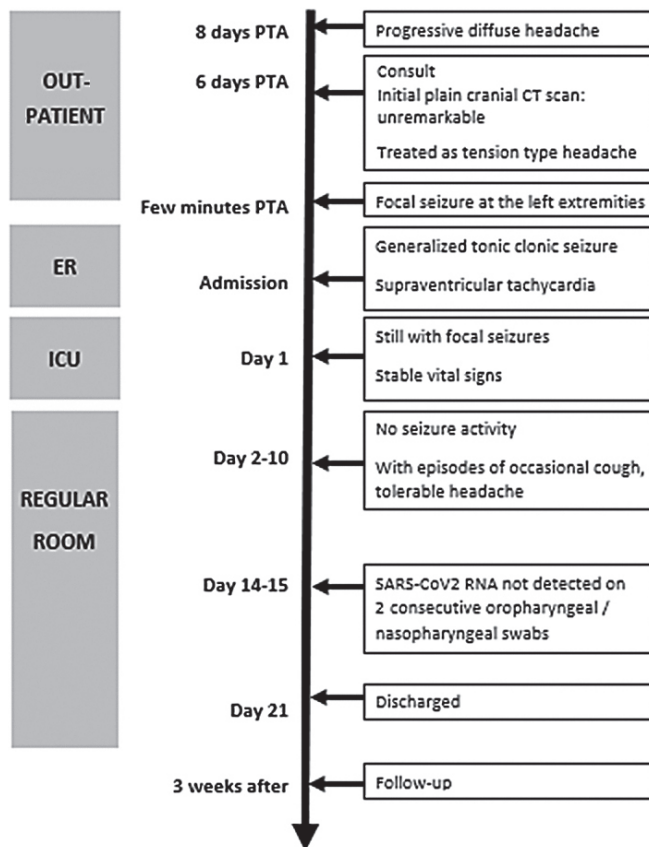 OUT-
PATIENT
ER
ICU
REGULAR
ROOM
8 days PTA
Progressive diffuse headache
6 days PTA
Consult
Initial plain cranial CT scan:
unremarkable
Treated as tension type headache
Few minutes PTA
Focal seizure at the left extremities
Admission
Generalized tonic clonic seizure
Supraventricular tachycardia
Day 1
Still with focal seizures
Stable vital signs
Day 2-10
No seizure activity
With episodes of occasional cough,
tolerable headache
Day 14-15
SARS-CoV2 RNA not detected on
2 consecutive oropharyngeal /
nasopharyngeal swabs
Day 21
Discharged
3 weeks after
Follow-up